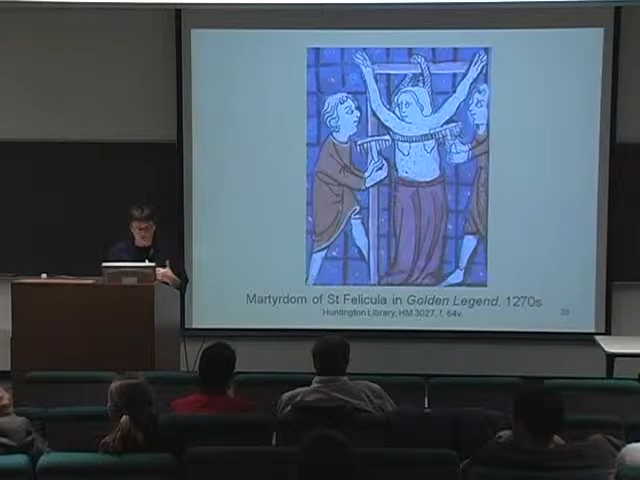 Martyrdom of St Felicula in Golden Legend, 1270s
Huntington Library, HM 3027, f. 64v.